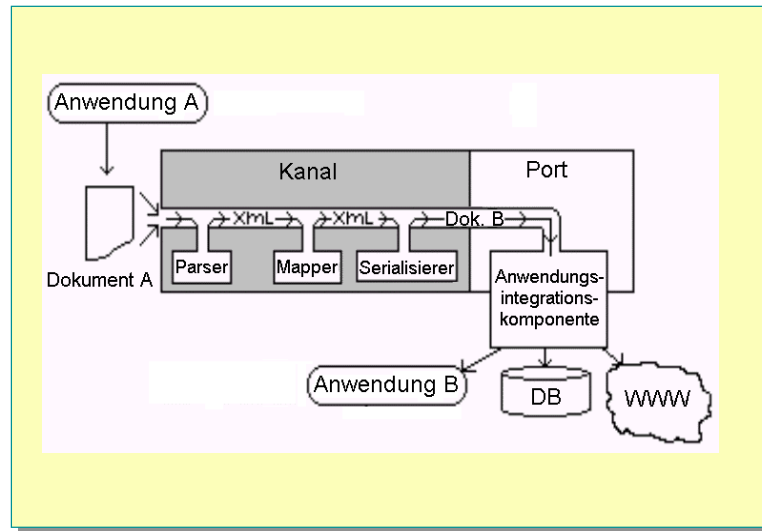 Anwendung A
Kanal
Port
XmL
XmL
Dok. B
Parser
Mapper
Serialisierer
Dokument A
Anwendungs-
integrations-
komponente
Anwendung B
DB
WWW